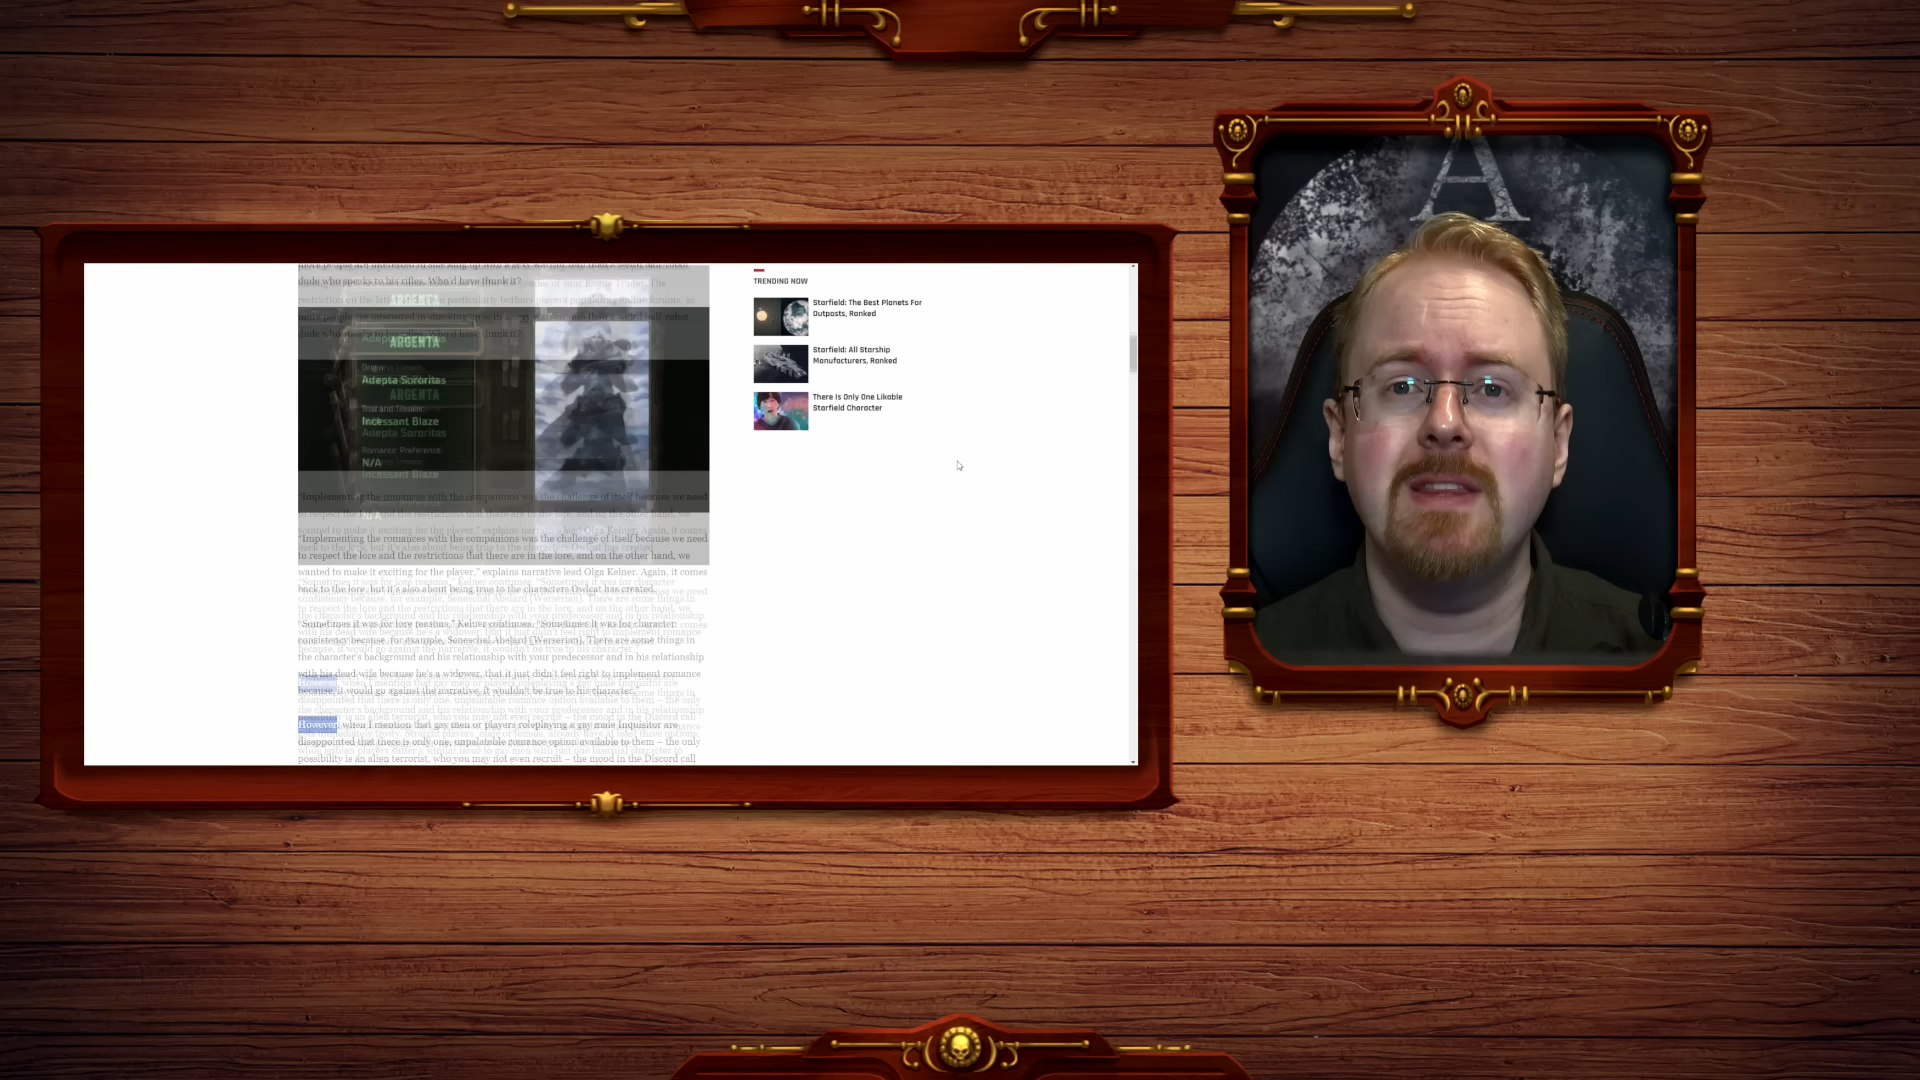 dude who speaks to his rifles. Who'd have thunk it?
ARGENTA
Origin
Adepta Sororitas
Trait and Talents:
Incessant Blaze
Romantic Preference:
N/A
"Implementing the romances with the companions was the challenge of itself because we need
to respect the lore and the restrictions that there are in the lore, and on the other hand, we
wanted to make it exciting for the player," explains narrative lead Olga Kelner. Again, it comes
back to the lore, but it's also about being true to the characters Owlcat has created.
"Sometimes it was for lore reasons," Kelner continues. "Sometimes it was for character
consistency because, for example, Seneschal Abelard [Werserian]. There are some things in
the character's background and his relationship with your predecessor and in his relationship
with his dead wife because he's a widower, that it just didn't feel right to implement romance
because, it would go against the narrative, it wouldn't be true to his character."
However, when I mention that gay men or players roleplaying a gay male Inquisitor are
disappointed that there is only one, unpalatable romance option available to them – the only
possibility is an alien terrorist, who you may not even recruit – the mood in the Discord call
TRENDING NOW
Starfield: The Best Planets For
Outposts, Ranked
Starfield: All Starship
Manufacturers, Ranked
There Is Only One Likable
Starfield Character
A